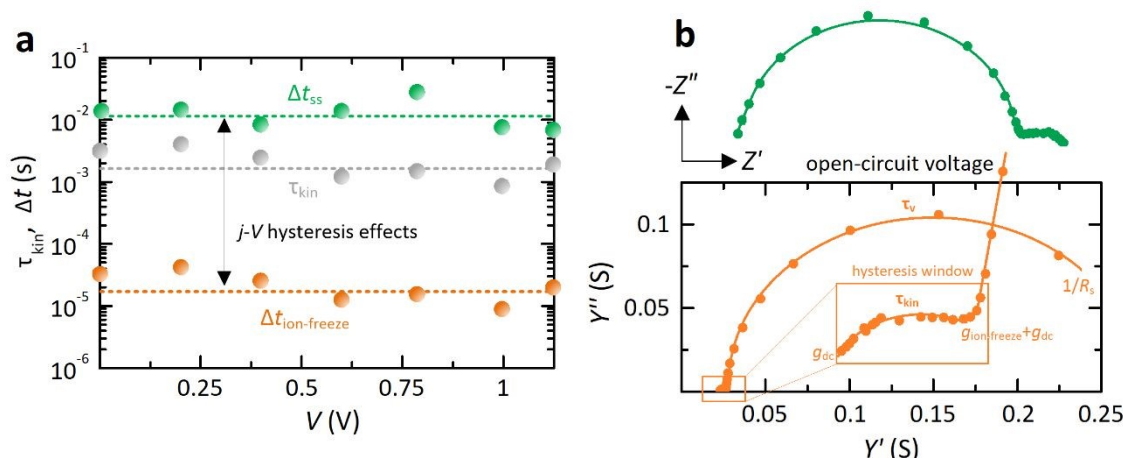 a
10⁻¹
10⁻²
10⁻³
10⁻⁴
10⁻⁵
10⁻⁶
τkin, Δt (s)
Δtss
τkin
j-V hysteresis effects
Δtion-freeze
0.25
0.50
0.75
1
V (V)
b
-Z''
Z'
open-circuit voltage
0.1
0.05
Y'' (S)
τv
hysteresis window
1/Rs
τkin
gdc
gion-freeze+gdc
0.05
0.10
0.15
0.2
0.25
Y' (S)